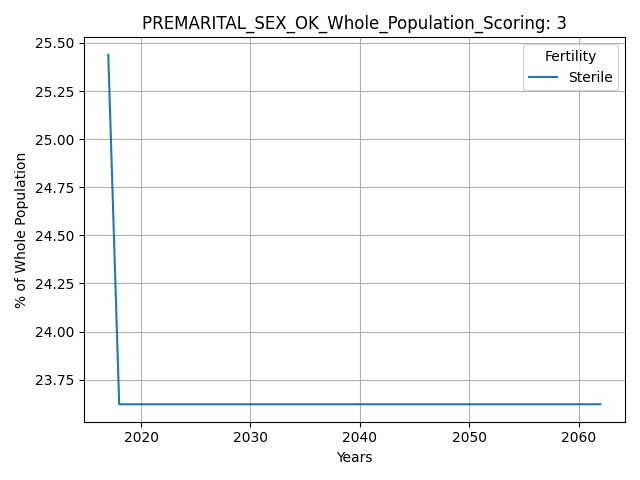 PREMARITAL_SEX_OK_Whole_Population_Scoring: 3
25.50
25.25
25.00
24.75
24.50
24.25
24.00
23.75
% of Whole Population
Fertility
Sterile
2020 2030 2040 2050 2060
Years